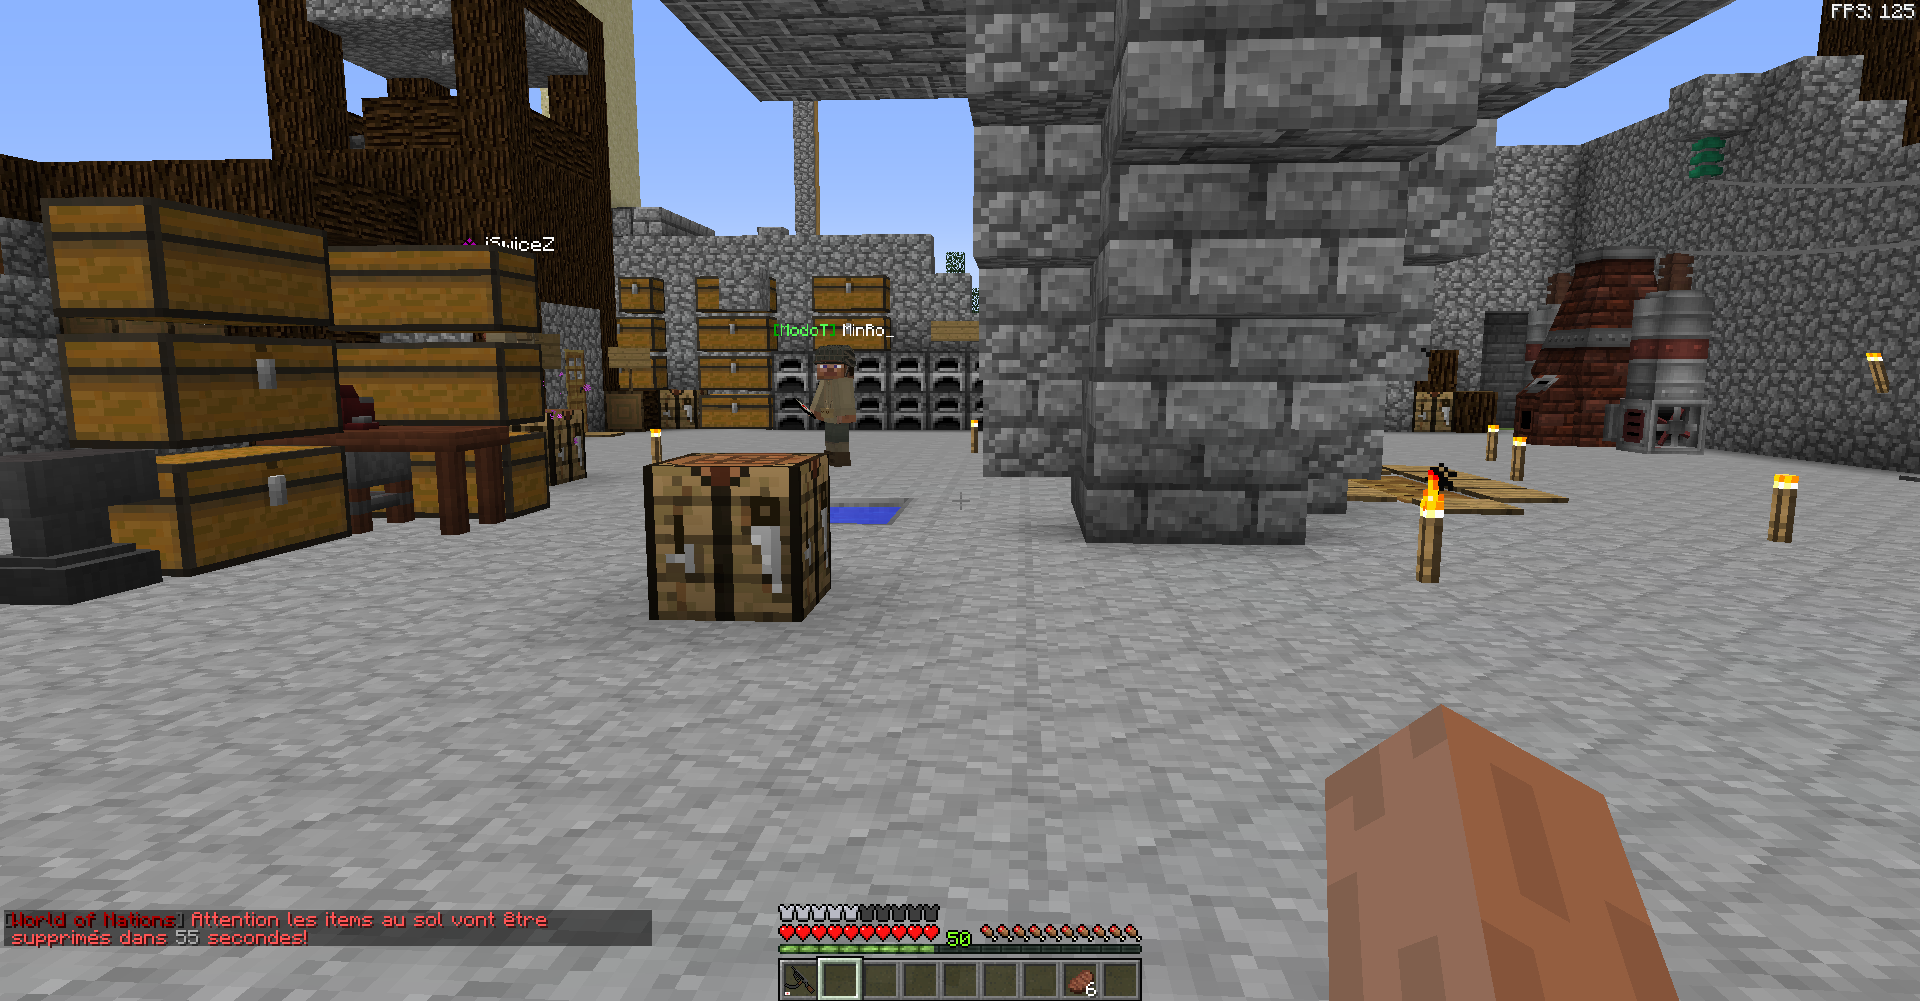 FPS: 125
iSwiceZ
[ModoT] MinRo_
[World of Nations] Attention les items au sol vont être
supprimés dans 55 secondes!
50
6